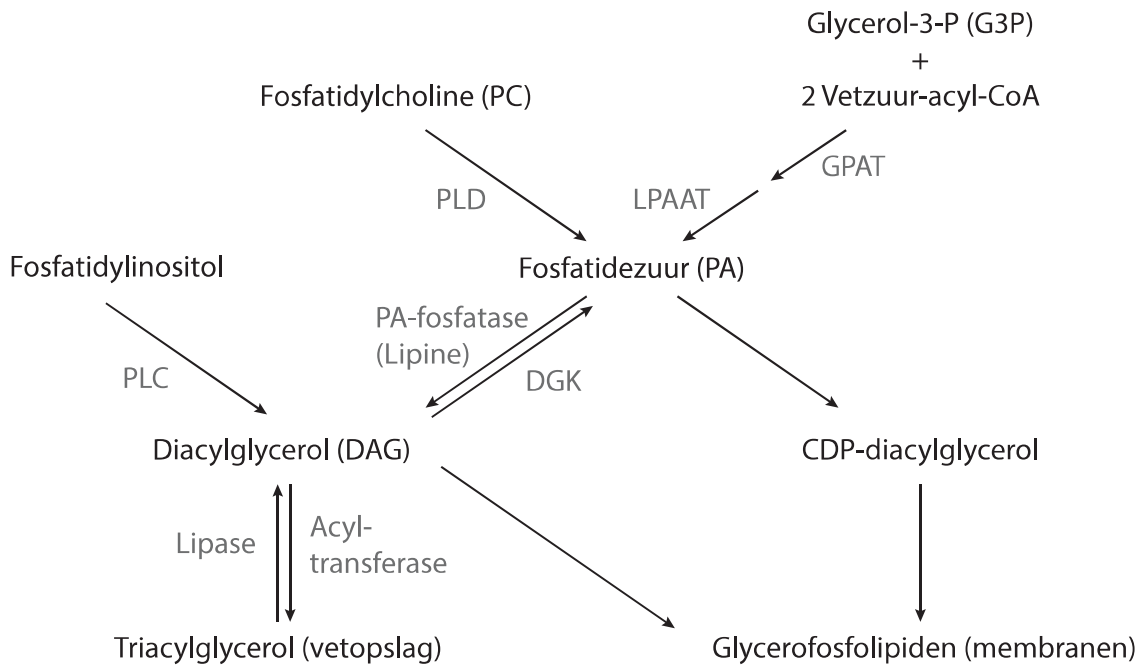 Glycerol-3-P (G3P)
+
Fosfatidylcholine (PC)
2 Vetzuur-acyl-CoA
GPAT
PLD
LPAAT
Fosfatidylinositol
Fosfatidezuur (PA)
PA-fosfatase
(Lipine)
PLC
DGK
Diacylglycerol (DAG)
CDP-diacylglycerol
Lipase
Acyl-
transferase
Triacylglycerol (vetopslag)
Glycerofosfolipiden (membranen)